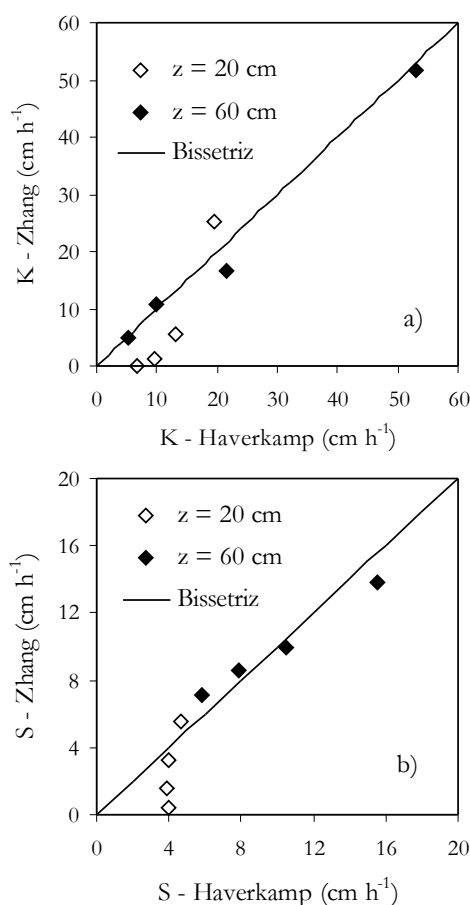 60
50
40
30
20
10
0
K - Zhang (cm h-1)
z = 20 cm
z = 60 cm
Bissetriz
a)
0 10 20 30 40 50 60
K - Haverkamp (cm h-1)
20
16
12
8
4
0
S - Zhang (cm h-1)
z = 20 cm
z = 60 cm
Bissetriz
b)
0 4 8 12 16 20
S - Haverkamp (cm h-1)